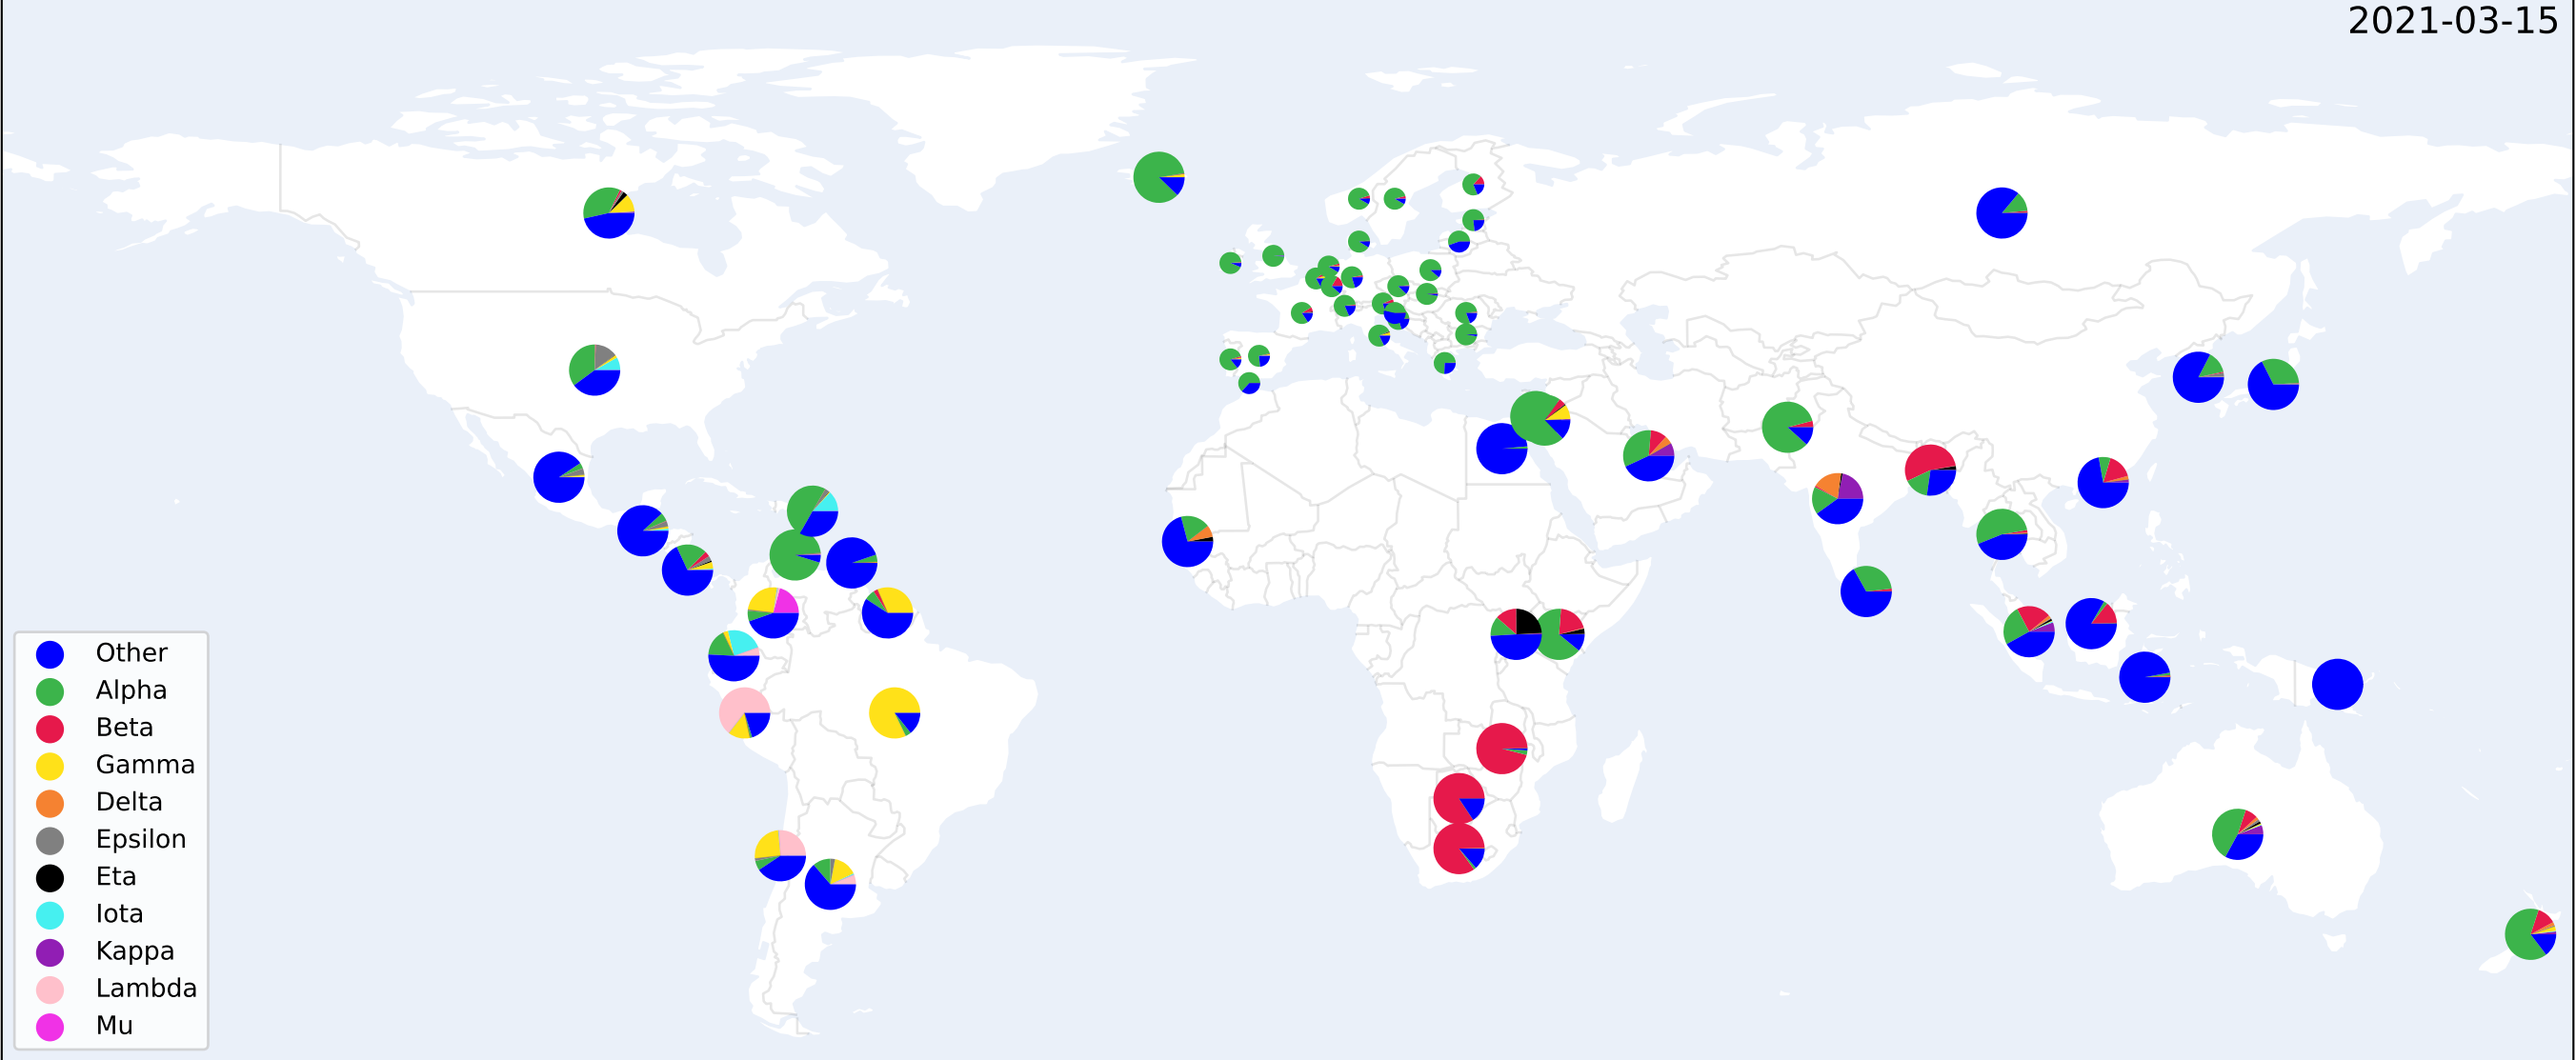 2021-03-15
Other
Alpha
Beta
Gamma
Delta
Epsilon
Eta
Iota
Kappa
Lambda
Mu